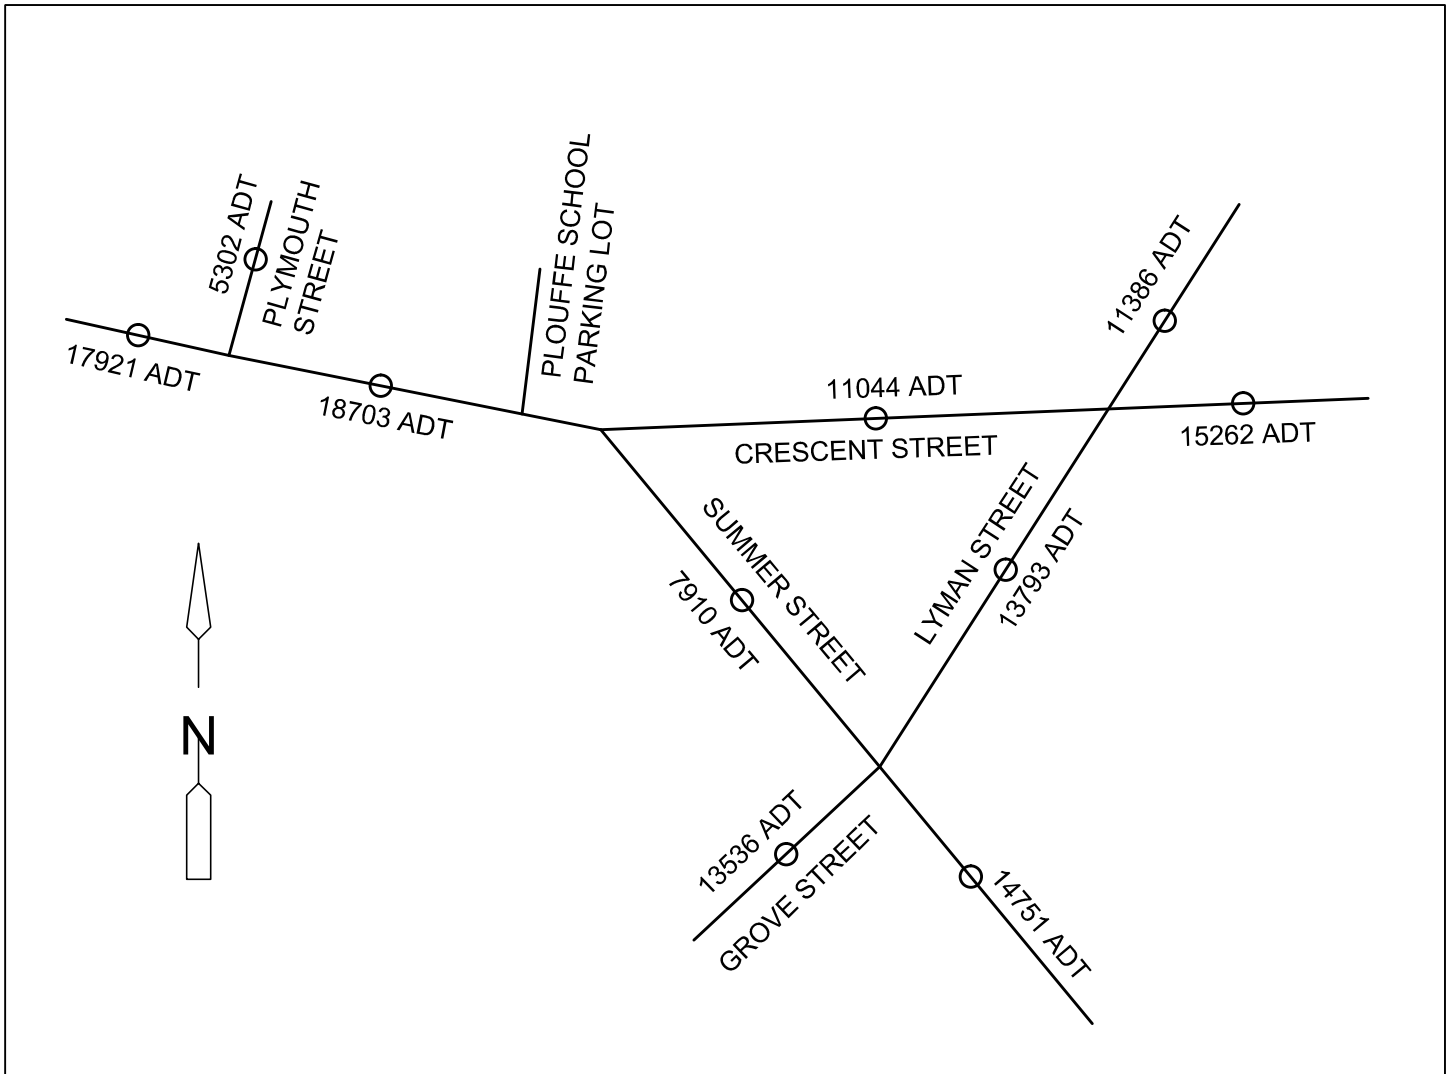 5302 ADT
PLYMOUTH
STREET
PLOUFFE SCHOOL
PARKING LOT
17921 ADT
18703 ADT
11044 ADT
CRESCENT STREET
11386 ADT
15262 ADT
SUMMER STREET
7910 ADT
LYMAN STREET
13793 ADT
N
13536 ADT
GROVE STREET
14751 ADT